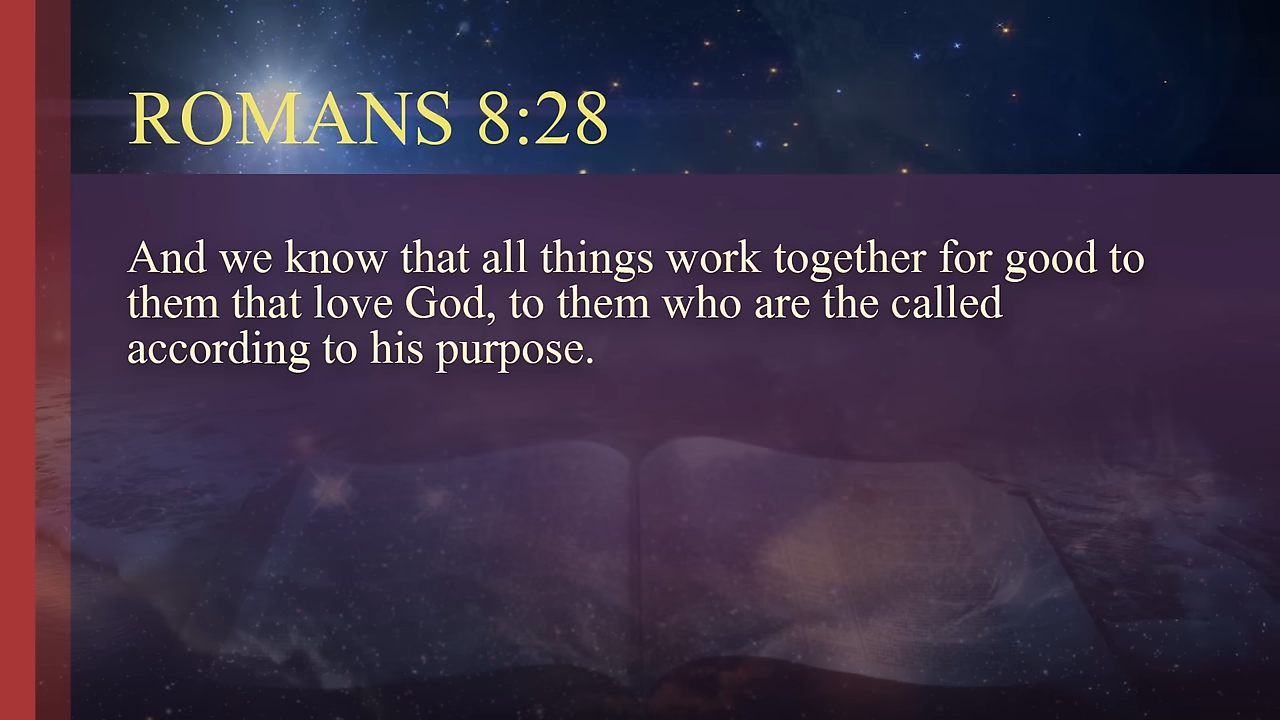 ROMANS 8:28
And we know that all things work together for good to
them that love God, to them who are the called
according to his purpose.